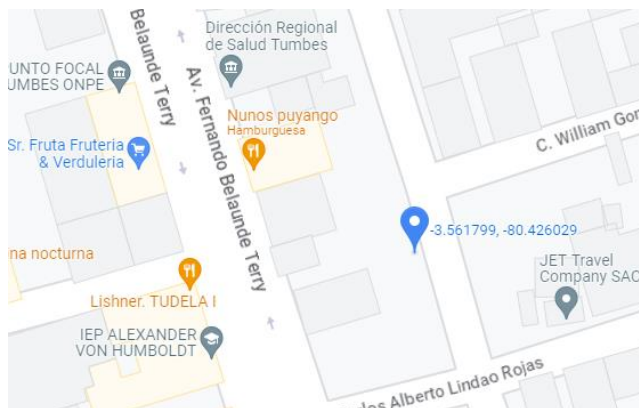 Belaunde Terry
Dirección Regional
de Salud Tumbes
UNTO FOCAL
UMBES ONPE
Av. Fernando Belaunde Terry
Nunos puyango
Hamburguesa
Sr. Fruta Fruteria
& Verduleria
C. William Gor
-3.561799, -80.426029
na nocturna
JET Travel
Company SAC
Lishner. TUDELA
IEP ALEXANDER
VON HUMBOLDT
los Alberto Lindao Rojas